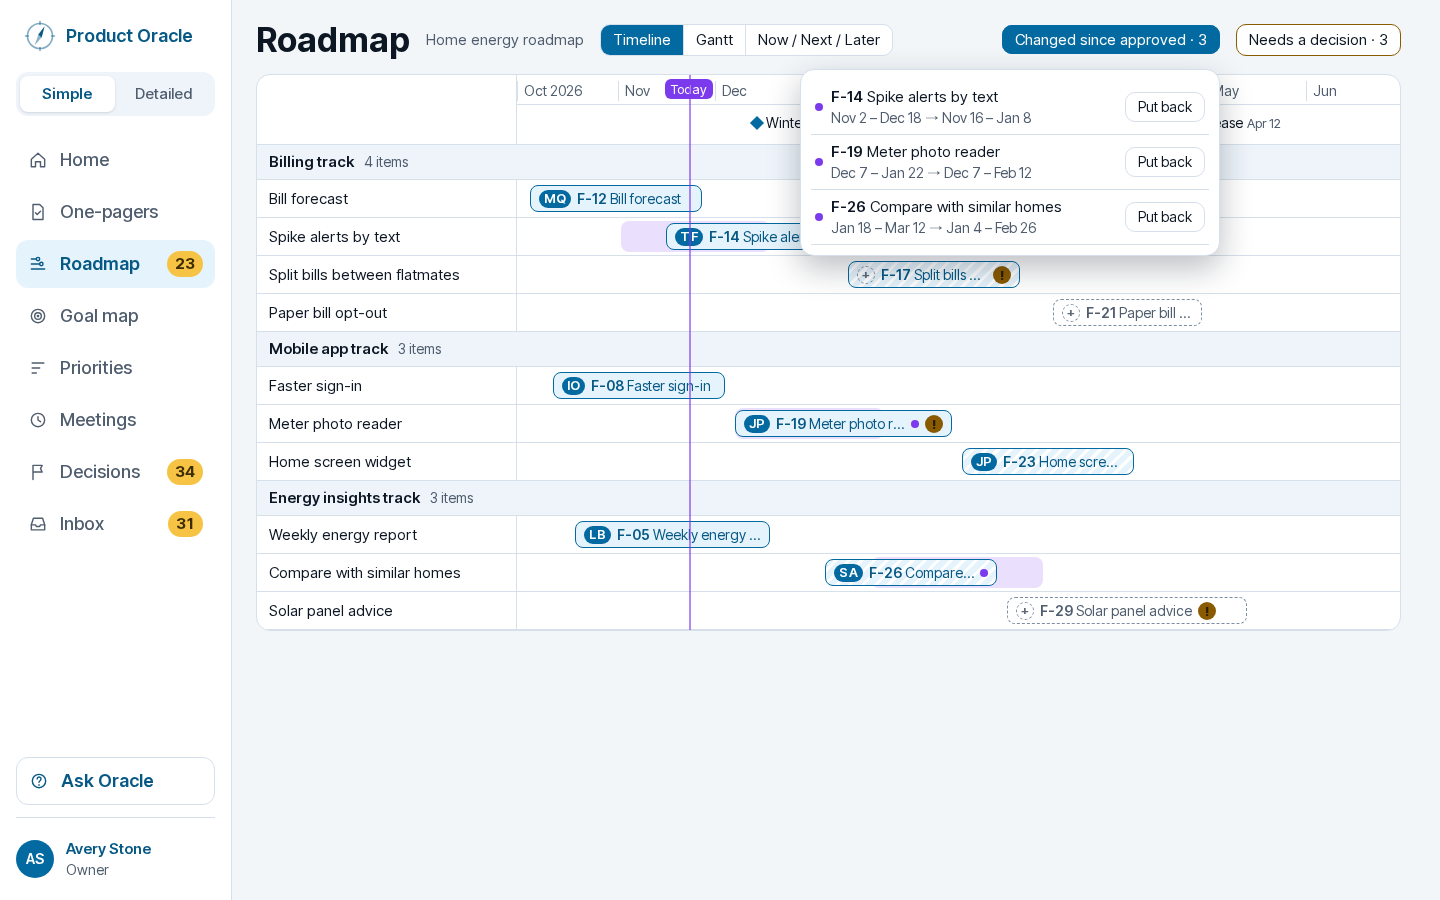 Product Oracle
Simple
Detailed
Home
One-pagers
Roadmap
23
Goal map
Priorities
Meetings
Decisions
34
Inbox
31
Ask Oracle
AS
Avery Stone
Owner
Roadmap
Home energy roadmap
Timeline
Gantt
Now / Next / Later
Changed since approved · 3
Needs a decision · 3
Oct 2026
Nov
Today
Dec
May
Jun
Apr 12
F-14 Spike alerts by text
Nov 2 – Dec 18 → Nov 16 – Jan 8
Put back
F-19 Meter photo reader
Dec 7 – Jan 22 → Dec 7 – Feb 12
Put back
F-26 Compare with similar homes
Jan 18 – Mar 12 → Jan 4 – Feb 26
Put back
Billing track 4 items
Bill forecast
MQ F-12 Bill forecast
Spike alerts by text
TF F-14 Spike ale
Split bills between flatmates
+ F-17 Split bills ... !
Paper bill opt-out
+ F-21 Paper bill ...
Mobile app track 3 items
Faster sign-in
IO F-08 Faster sign-in
Meter photo reader
JP F-19 Meter photo r... !
Home screen widget
JP F-23 Home scre...
Energy insights track 3 items
Weekly energy report
LB F-05 Weekly energy ...
Compare with similar homes
SA F-26 Compare...
Solar panel advice
+ F-29 Solar panel advice !